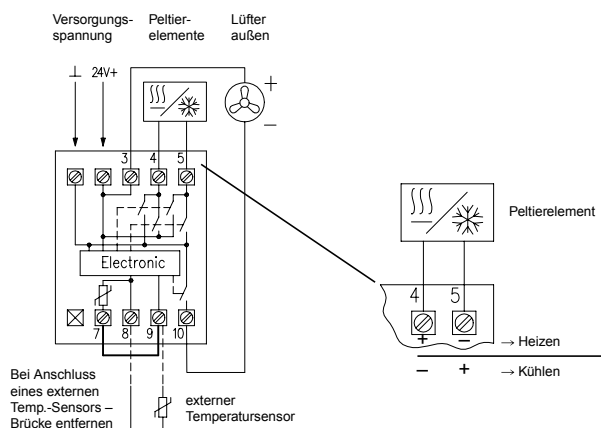 Versorgungs-
spannung
Peltier-
elemente
Lüfter
außen
⊥ 24V+
+
−
3 4 5
Electronic
7 8 9 10
Bei Anschluss
eines externen
Temp.-Sensors –
Brücke entfernen
externer
Temperatursensor
Peltierelement
4 5
+ − → Heizen
− + → Kühlen